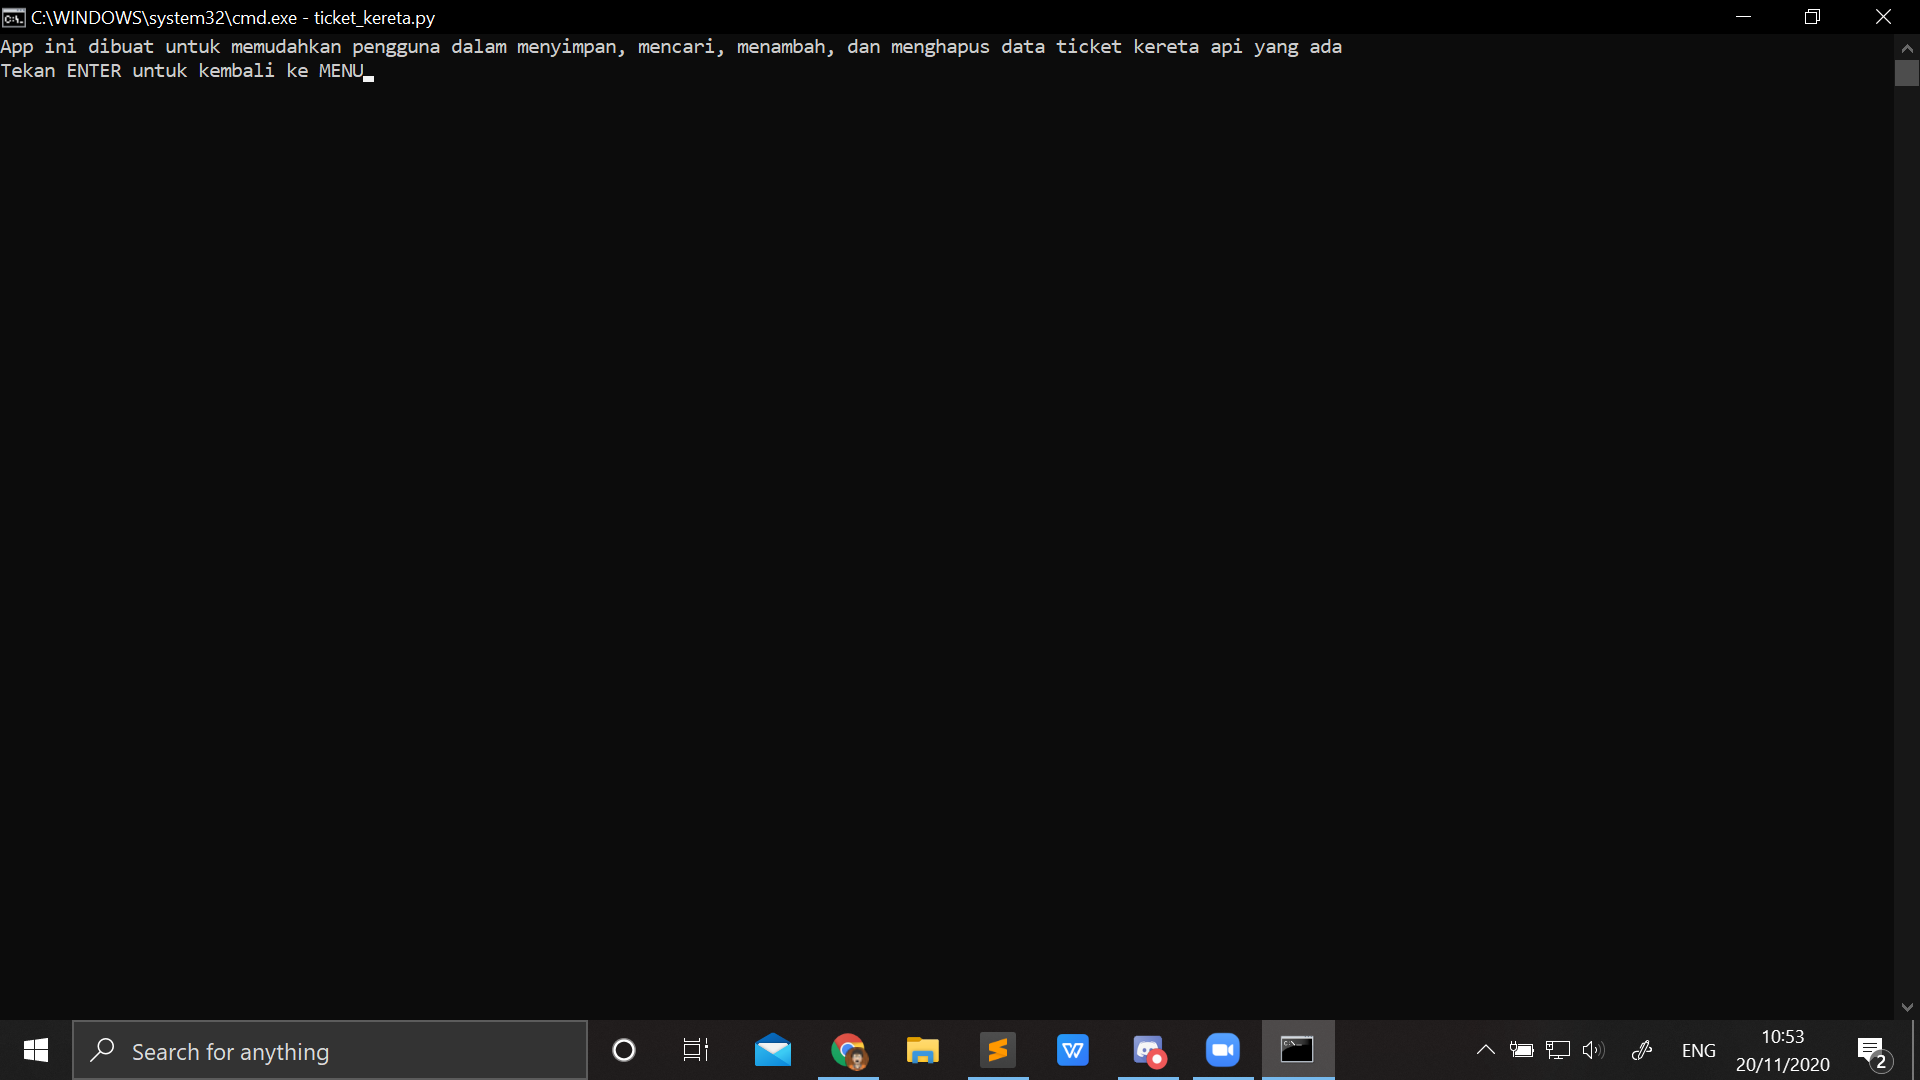 C:\WINDOWS\system32\cmd.exe - ticket_kereta.py
App ini dibuat untuk memudahkan pengguna dalam menyimpan, mencari, menambah, dan menghapus data ticket kereta api yang ada
Tekan ENTER untuk kembali ke MENU
Search for anything
ENG
10:53
20/11/2020
2